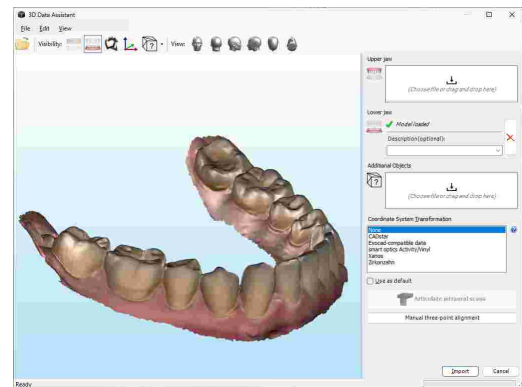 3D Data Assistant
File Edit View
Visibility: View:
Upper jaw
(Choose file or drag and drop here)
Lower jaw
Model loaded
Description (optional):
Additional Objects
(Choose file or drag and drop here)
Coordinate System Transformation
None
CADstar
Exocad-compatible data
smart optics Activity/Vinyl
Xanos
Zirkonzahn
Use as default
Articulate intraoral scans
Manual three-point alignment
Import Cancel
Ready